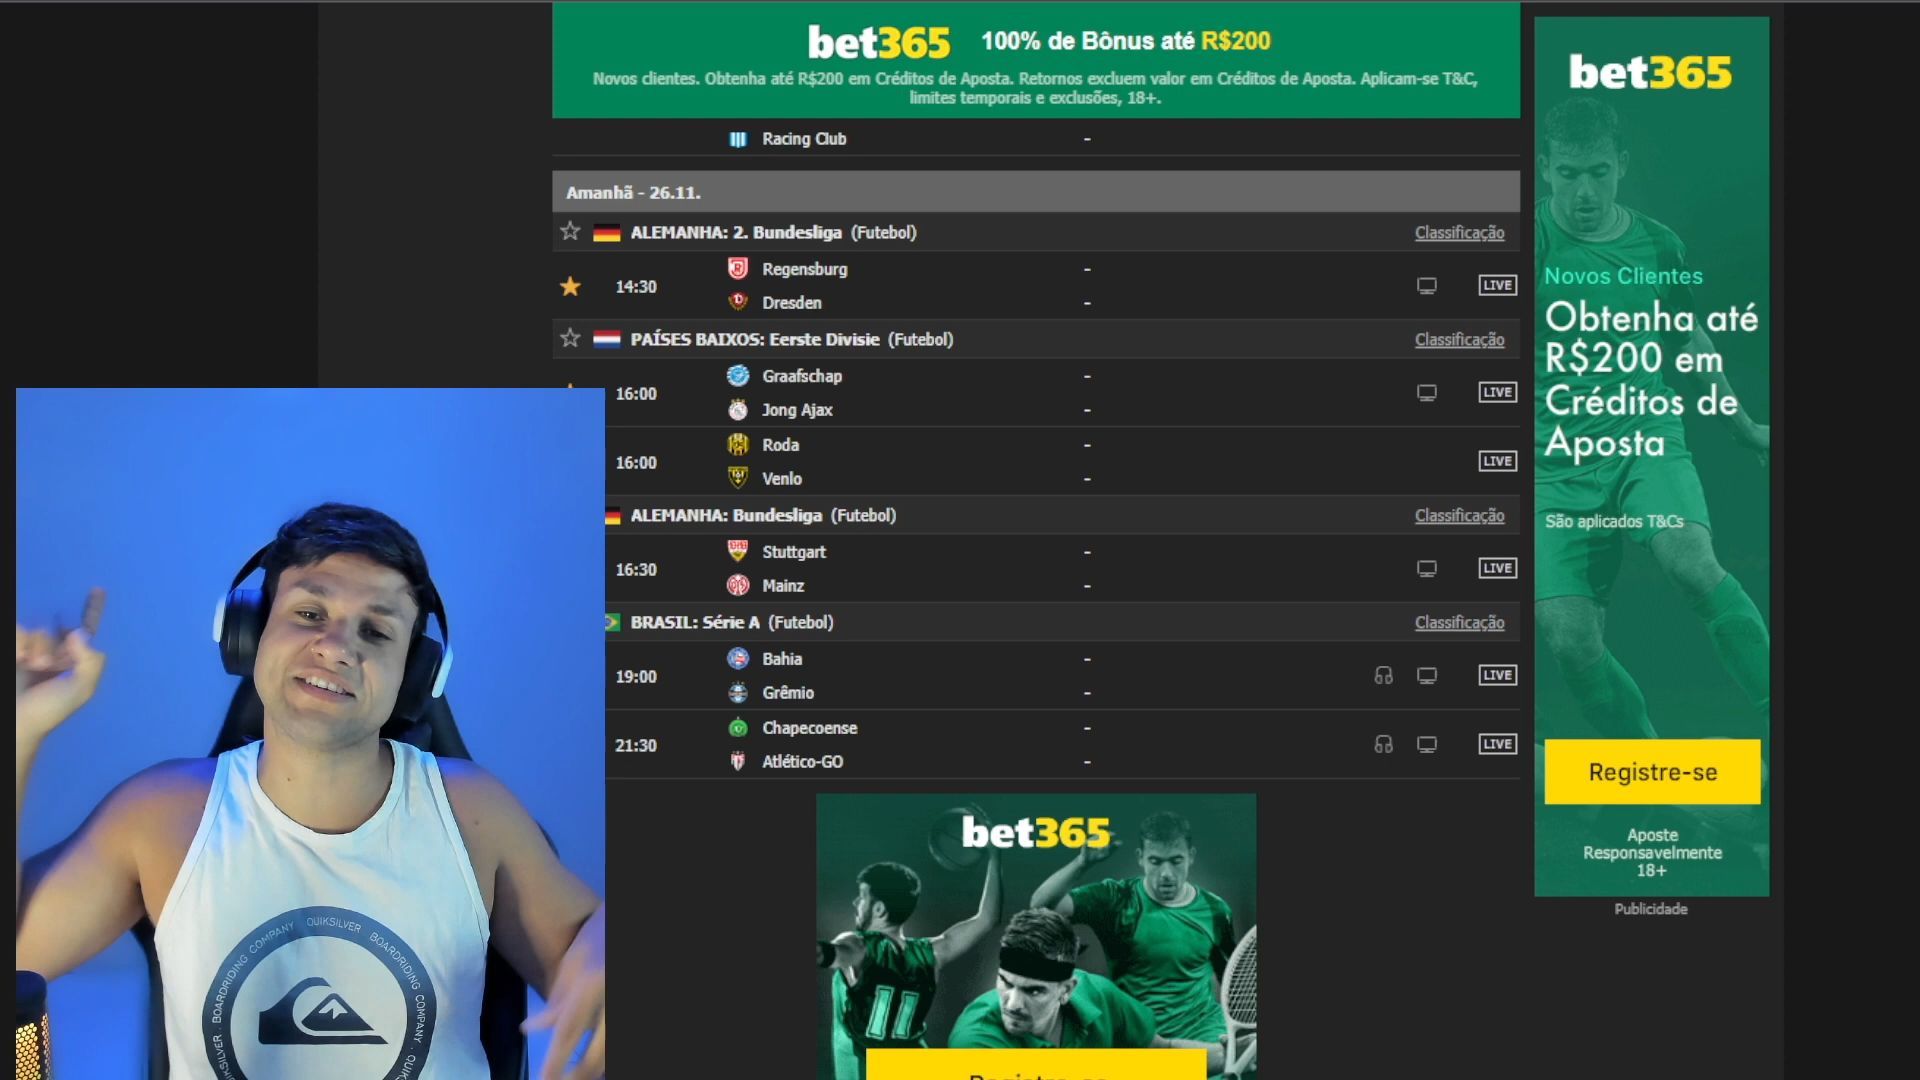 bet365
100% de Bônus até R$200
Novos clientes. Obtenha até R$200 em Créditos de Aposta. Retornos excluem valor em Créditos de Aposta. Aplicam-se T&C,
limites temporais e exclusões, 18+.
Racing Club -
Amanhã - 26.11.
ALEMANHA: 2. Bundesliga (Futebol) Classificação
14:30
Regensburg -
Dresden -
LIVE
PAÍSES BAIXOS: Eerste Divisie (Futebol) Classificação
16:00
Graafschap -
Jong Ajax -
LIVE
16:00
Roda -
Venlo -
LIVE
ALEMANHA: Bundesliga (Futebol) Classificação
16:30
Stuttgart -
Mainz -
LIVE
BRASIL: Série A (Futebol) Classificação
19:00
Bahia -
Grêmio -
LIVE
21:30
Chapecoense -
Atlético-GO -
LIVE
bet365
11
bet365
Novos Clientes
Obtenha até
R$200 em
Créditos de
Aposta
São aplicados T&Cs
Registre-se
Aposte
Responsavelmente
18+
Publicidade
QUIKSILVER BOARDRIDING COMPANY . QUIKSILVER . BOARDRIDING COMPANY